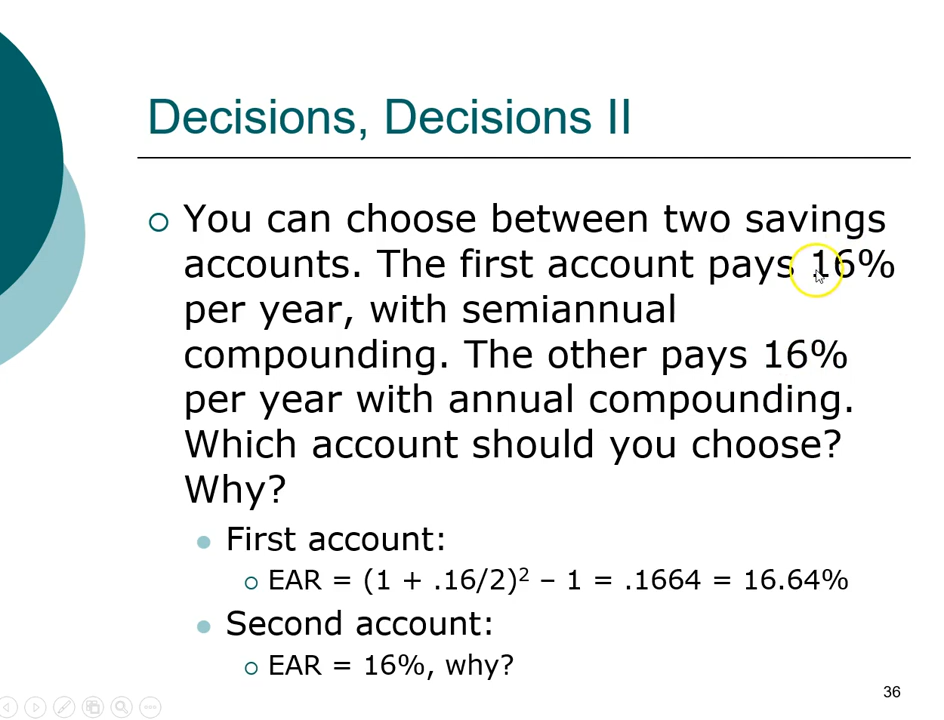 Decisions, Decisions II
You can choose between two savings
accounts. The first account pays 16%
per year, with semiannual
compounding. The other pays 16%
per year with annual compounding.
Which account should you choose?
Why?
First account:
EAR = (1 + .16/2)² – 1 = .1664 = 16.64%
Second account:
EAR = 16%, why?
36